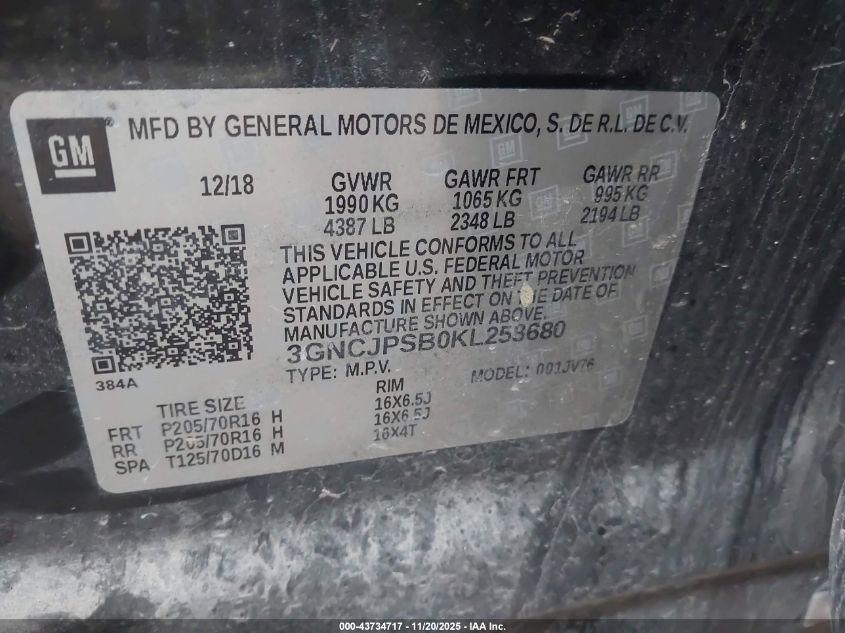 GM
MFD BY GENERAL MOTORS DE MEXICO, S. DE R.L. DE C.V.
12/18 GVWR GAWR FRT GAWR RR
1990 KG 1065 KG 995 KG
4387 LB 2348 LB 2194 LB
THIS VEHICLE CONFORMS TO ALL
APPLICABLE U.S. FEDERAL MOTOR
VEHICLE SAFETY AND THEFT PREVENTION
STANDARDS IN EFFECT ON THE DATE OF
MANUFACTURE SHOWN ABOVE.
3GNCJPSB0KL253680
384A
TYPE: M.P.V. MODEL: 001JV76
TIRE SIZE RIM
FRT P205/70R16 H 16X6.5J
RR P205/70R16 H 16X6.5J
SPA T125/70D16 M 16X4T
000-43734717 - 11/20/2025 - IAA Inc.